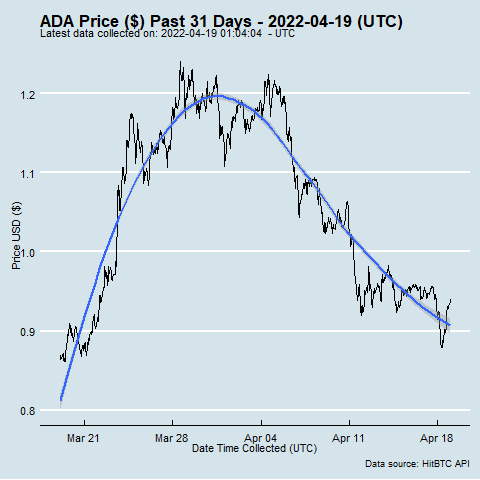 ADA Price ($) Past 31 Days - 2022-04-19 (UTC)
Latest data collected on: 2022-04-19 01:04:04  - UTC
1.2
1.1
1.0
0.9
0.8
Price USD ($)
Mar 21
Mar 28
Apr 04
Apr 11
Apr 18
Date Time Collected (UTC)
Data source: HitBTC API